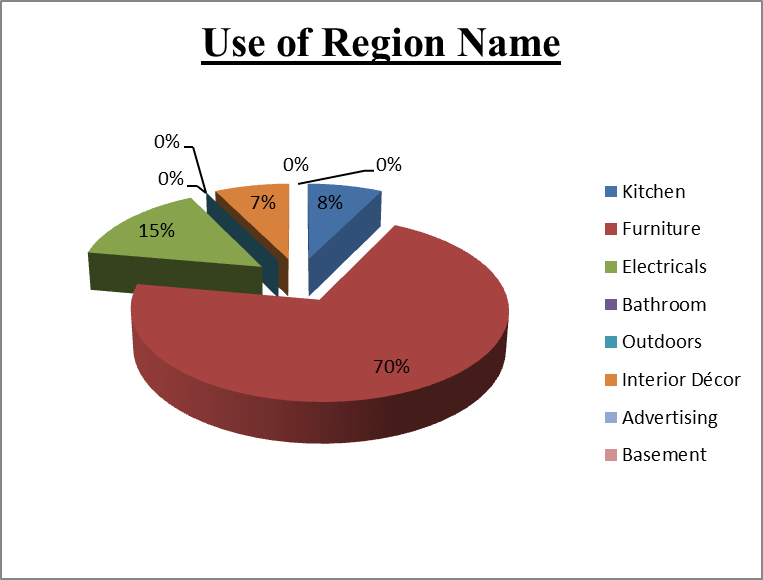 Use of Region Name
0%
0%
0%
0%
7%
8%
15%
70%
Kitchen
Furniture
Electricals
Bathroom
Outdoors
Interior Décor
Advertising
Basement